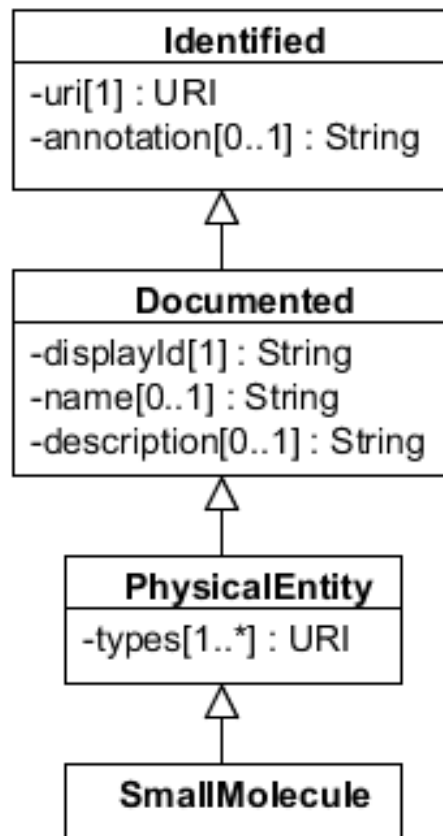 Identified
-uri[1] : URI
-annotation[0..1] : String
Documented
-displayId[1] : String
-name[0..1] : String
-description[0..1] : String
PhysicalEntity
-types[1..*] : URI
SmallMolecule